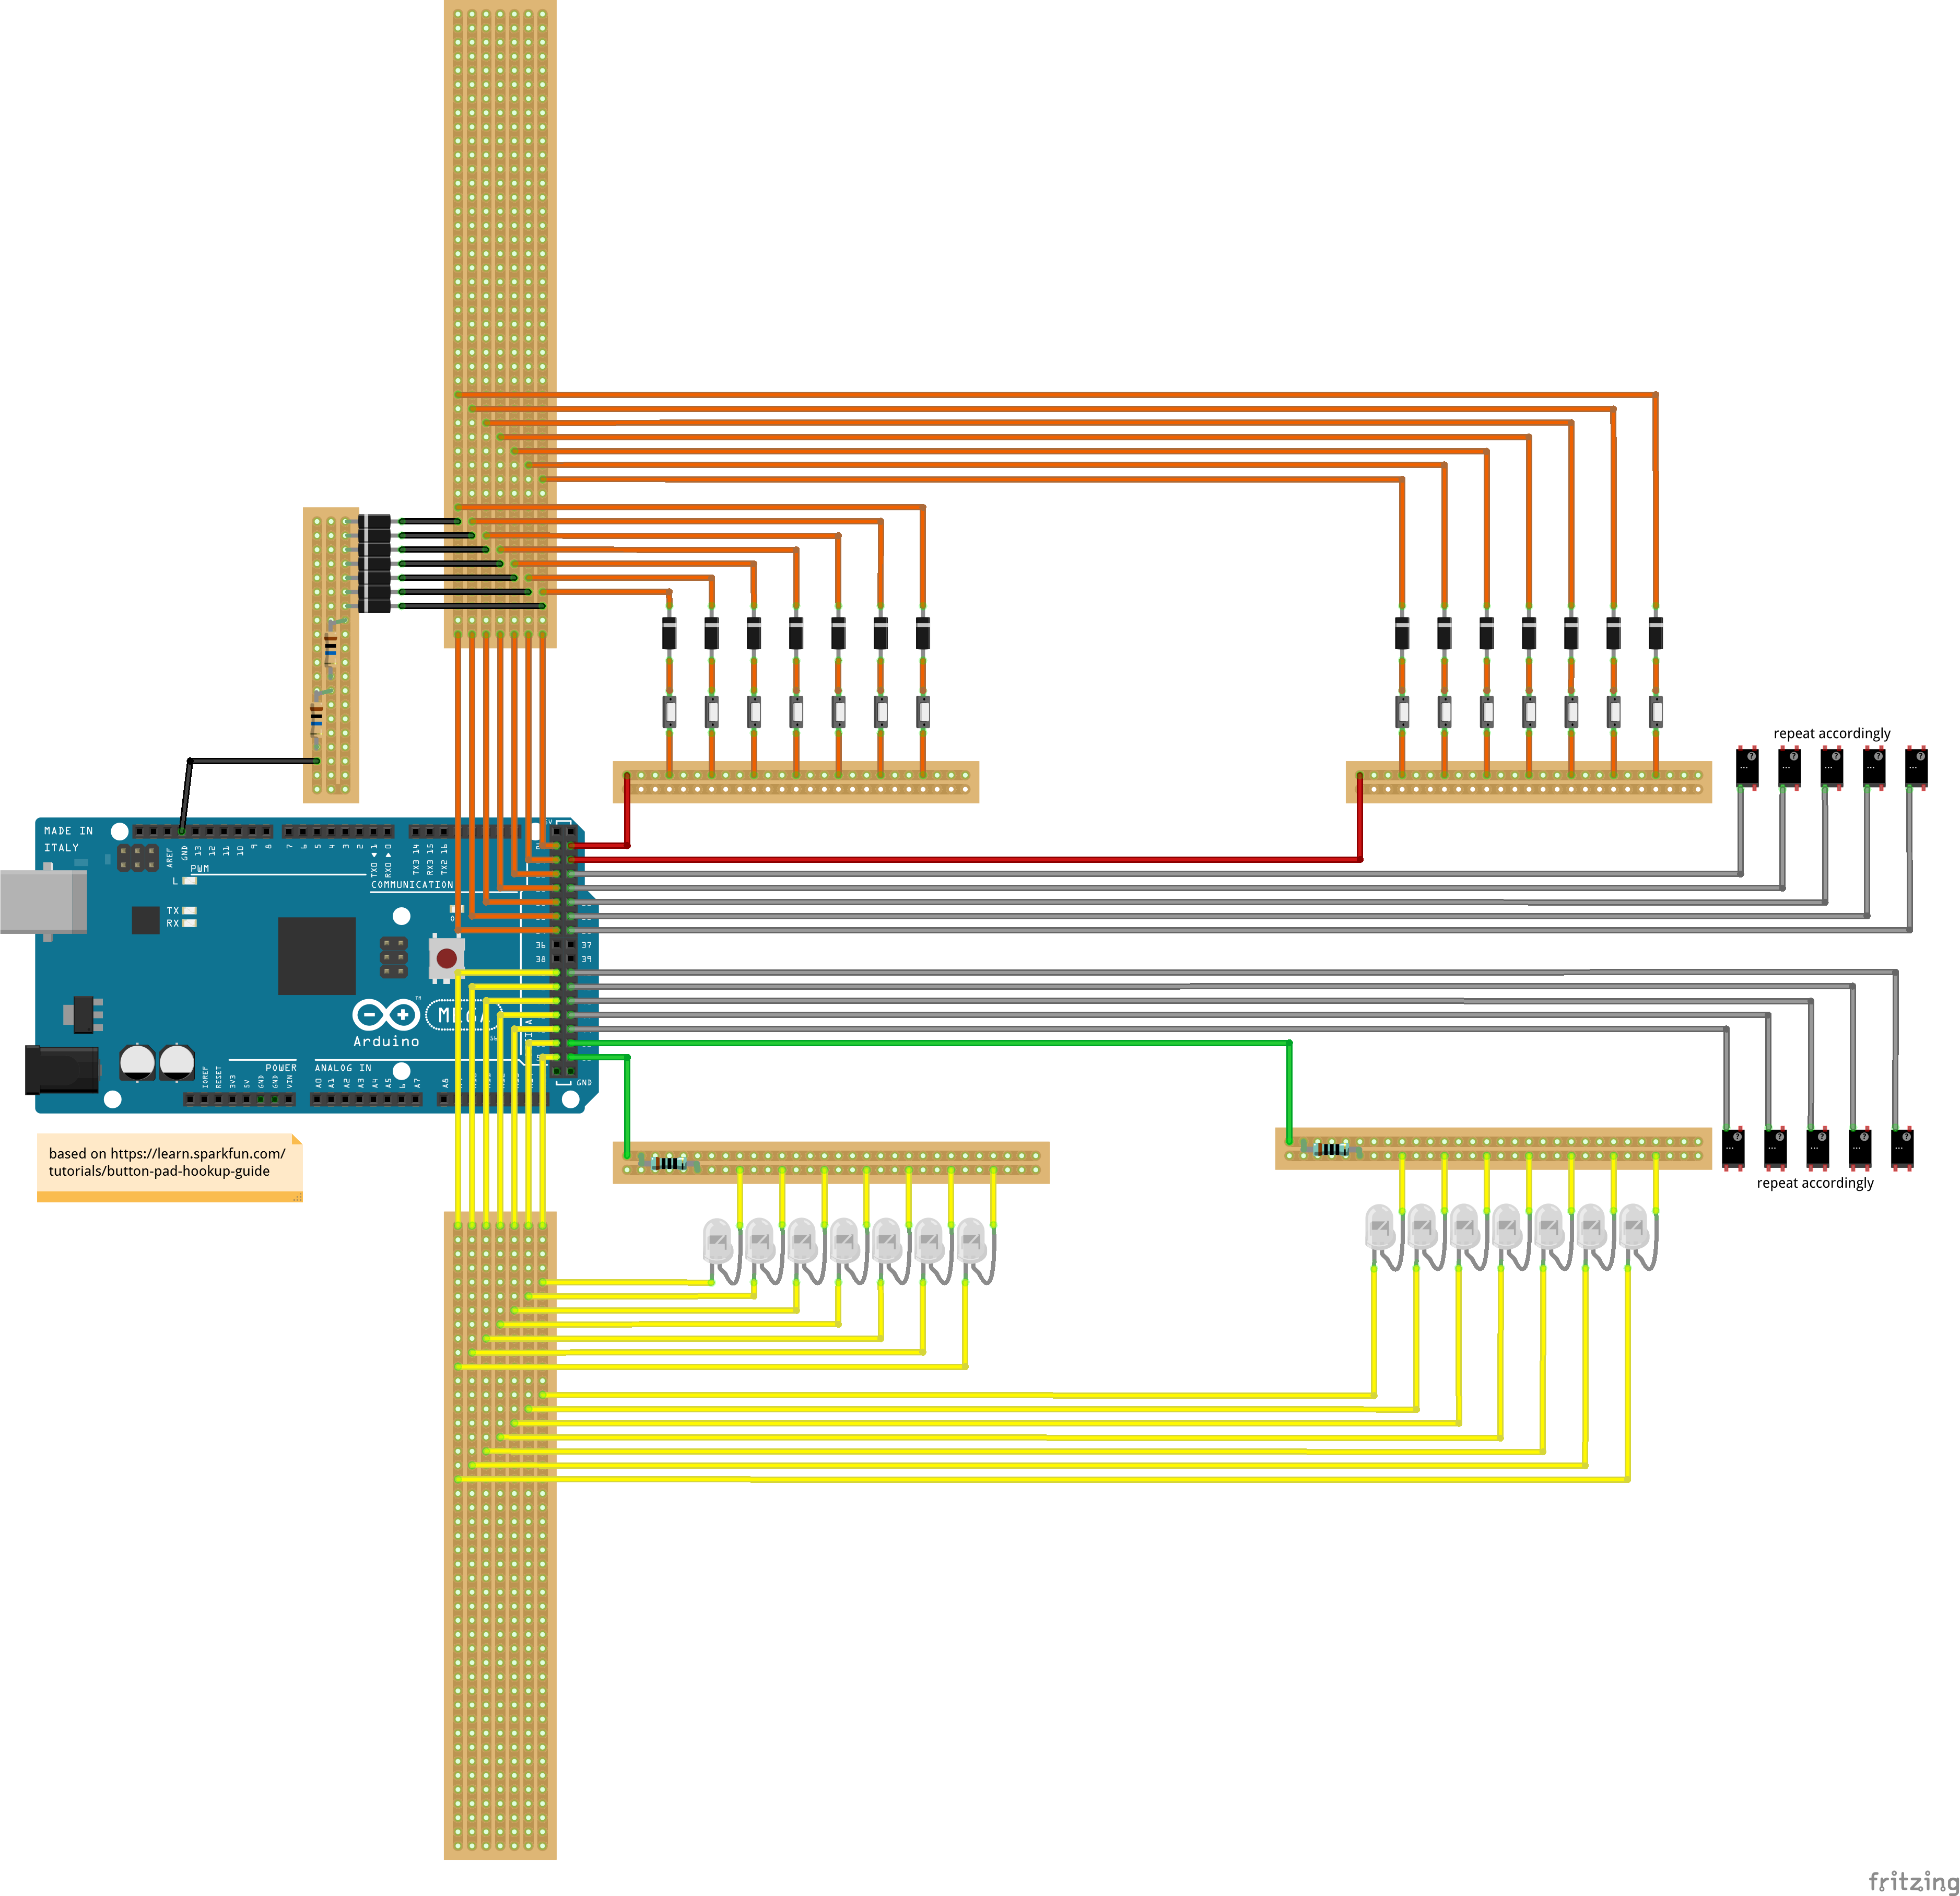 repeat accordingly
MADE IN
ITALY
AREF
GND
13
12
11
10
9
8
7
6
5
4
3
2
TX0 1
RX0 0
TX3 14
RX3 15
TX2 16
PWM
L
COMMUNICATION
TX
RX
36 37
38 39
Arduino
POWER
ANALOG IN
IOREF
RESET
3V3
5V
GND
GND
VIN
A0
A1
A2
A3
A4
A5
A7
A8
GND
based on https://learn.sparkfun.com/
tutorials/button-pad-hookup-guide
repeat accordingly
fritzing